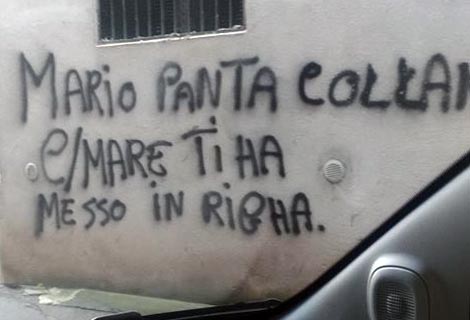 MARIO PANTA COLLAN
C/MARE TI HA
MESSO IN RIGHA.